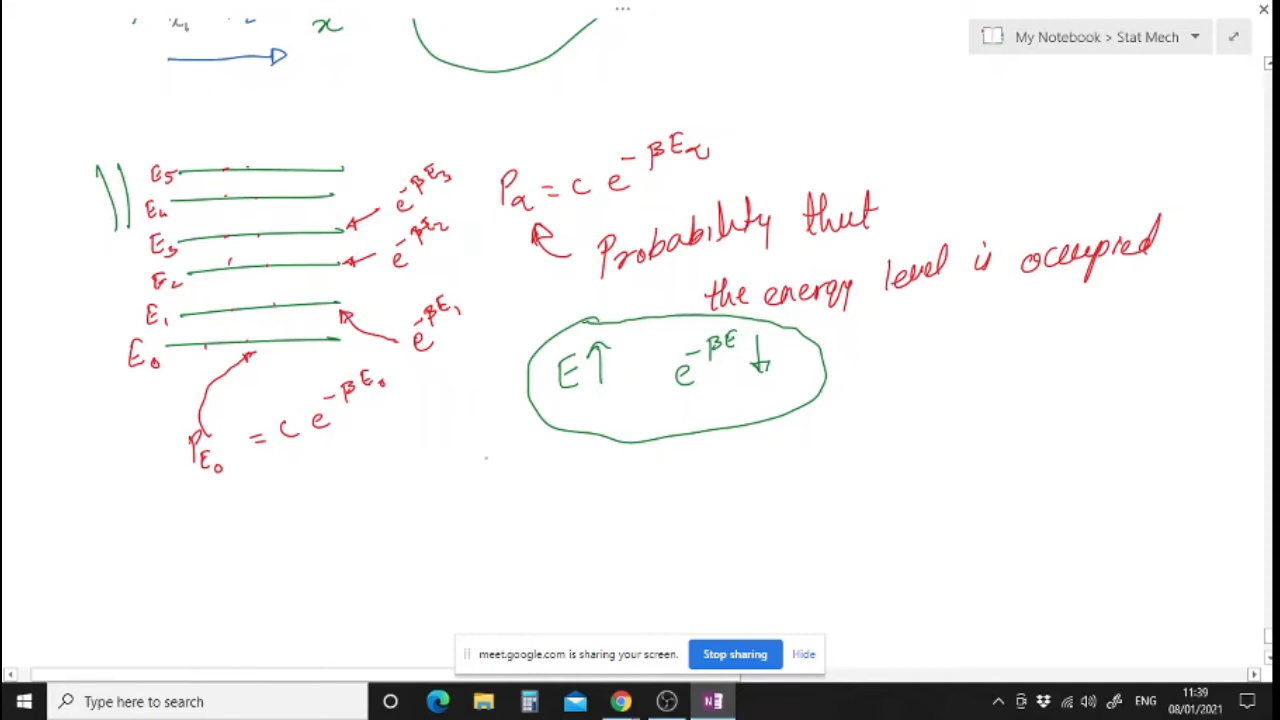 x
My Notebook > Stat Mech
E5
E4
E3
E2
E1
E0
e^{-βE3}
e^{-βE2}
e^{-βE1}
P_{E0} = c e^{-βE0}
P_α = c e^{-βE_α}
Probability that
the energy level is occupied
E↑ e^{-βE}↓
meet.google.com is sharing your screen.
Stop sharing
Hide
Type here to search
ENG
11:39
08/01/2021